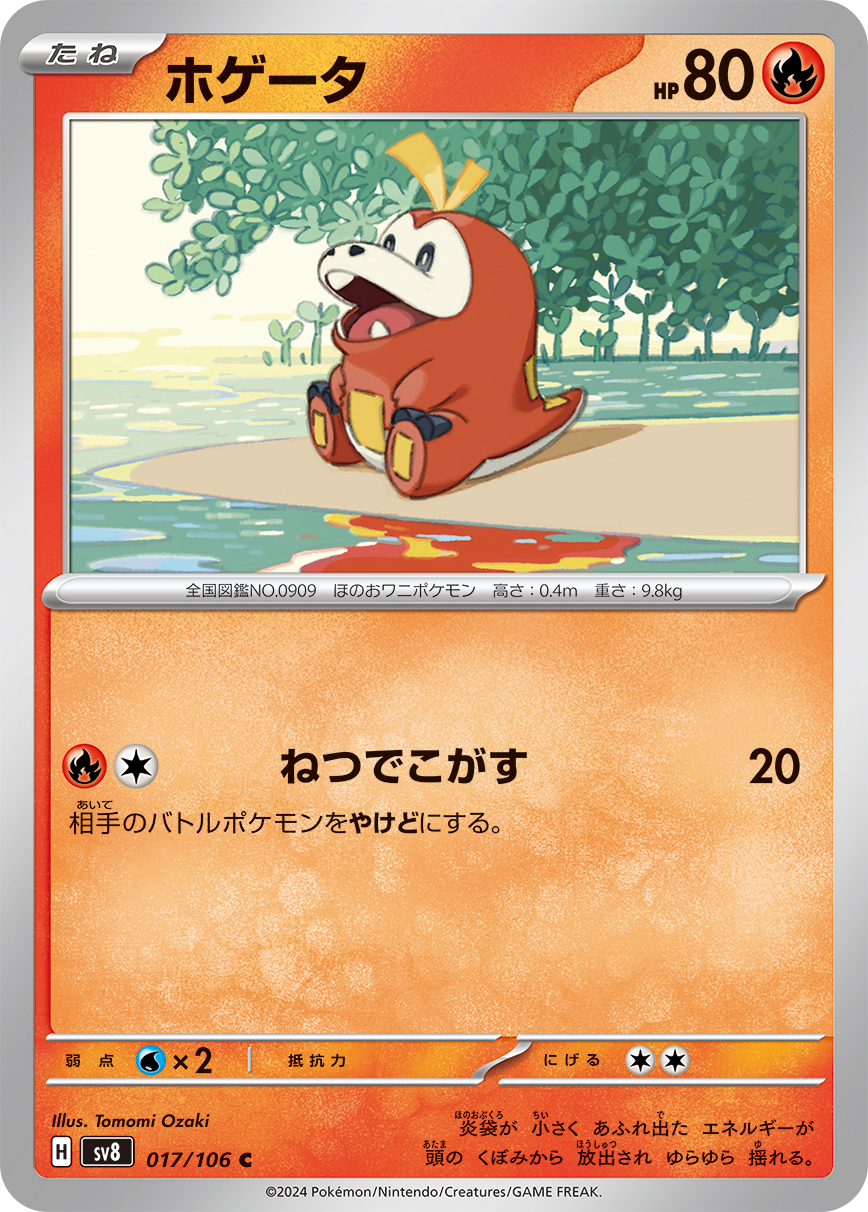 たね
ホゲータ
HP80
全国図鑑NO.0909 ほのおワニポケモン 高さ:0.4m 重さ:9.8kg
ねつでこがす 20
あいて
相手のバトルポケモンをやけどにする。
弱点 ×2 抵抗力 にげる
Illus. Tomomi Ozaki
H sv8 017/106 C
ほのおぶくろ ちい で
炎袋が 小さく あふれ出た エネルギーが
あたま ほうしゅつ ゆ
頭の くぼみから 放出され ゆらゆら 揺れる。
©2024 Pokémon/Nintendo/Creatures/GAME FREAK.